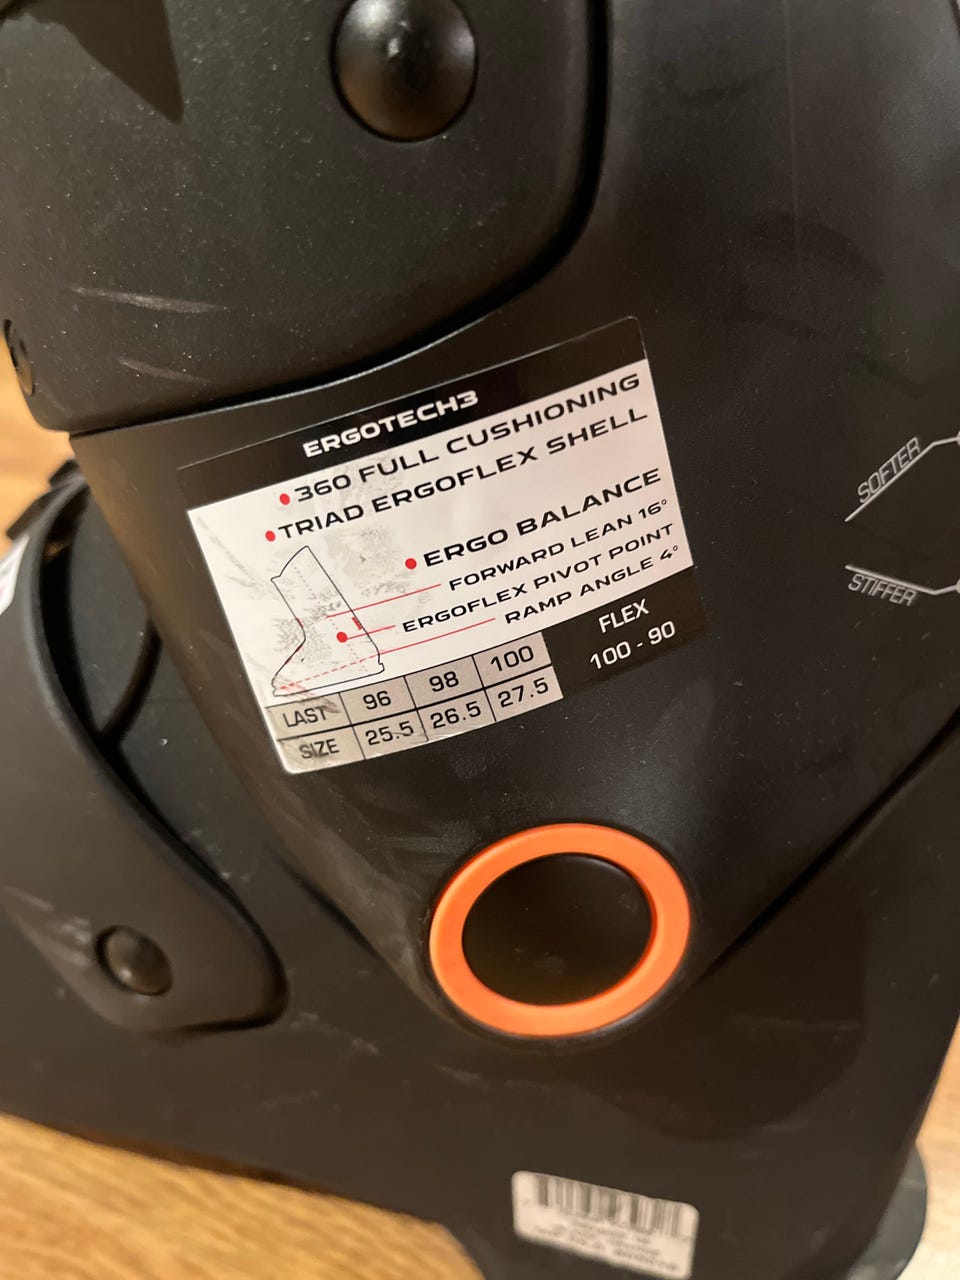 ERGOTECH3
360 FULL CUSHIONING
TRIAD ERGOFLEX SHELL
ERGO BALANCE
FORWARD LEAN 16°
ERGOFLEX PIVOT POINT
RAMP ANGLE 4°
FLEX
100 - 90
LAST 96 98 100
SIZE 25.5 26.5 27.5
SOFTER
STIFFER